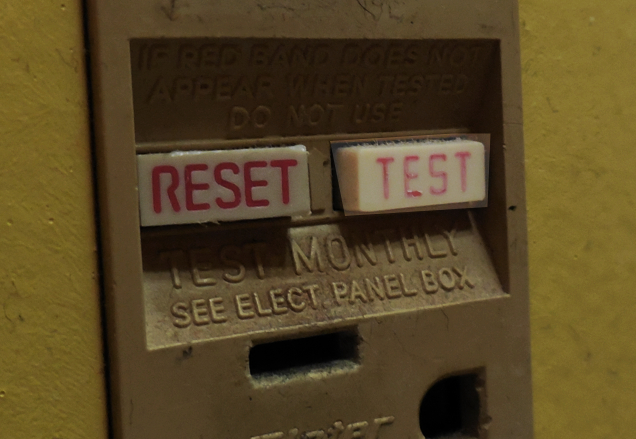 IF RED BAND DOES NOT
APPEAR WHEN TESTED
DO NOT USE
RESET TEST
TEST MONTHLY
SEE ELECT. PANEL BOX